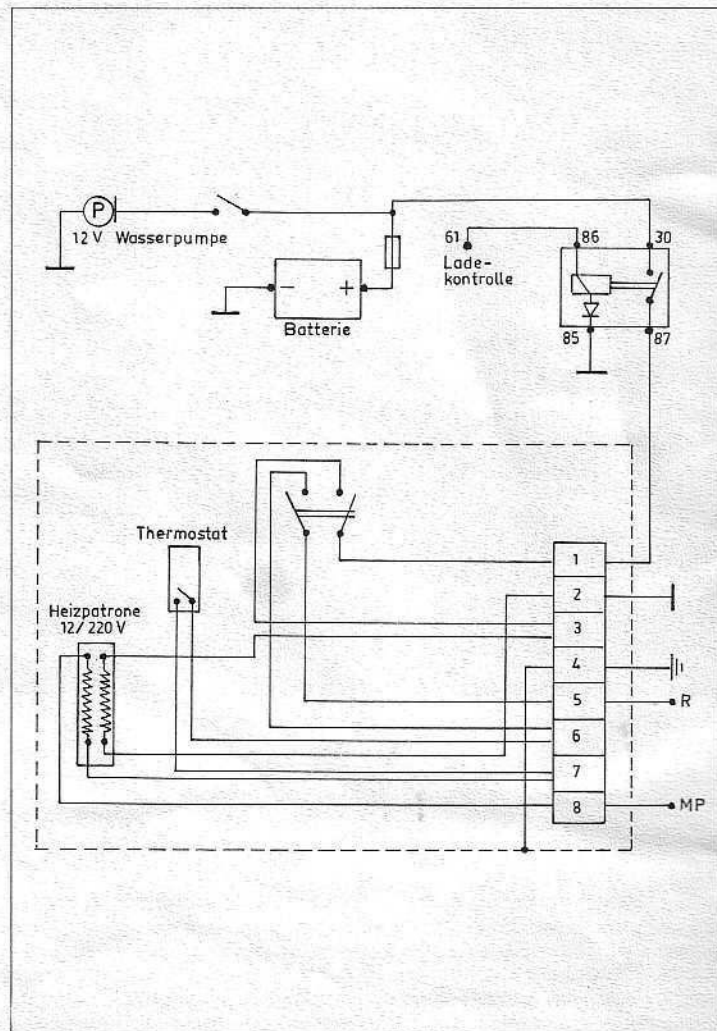 P
12 V Wasserpumpe
61
Lade-
kontrolle
86
30
- +
Batterie
85
87
Thermostat
Heizpatrone
12/220 V
1
2
3
4
5
R
6
7
8
MP